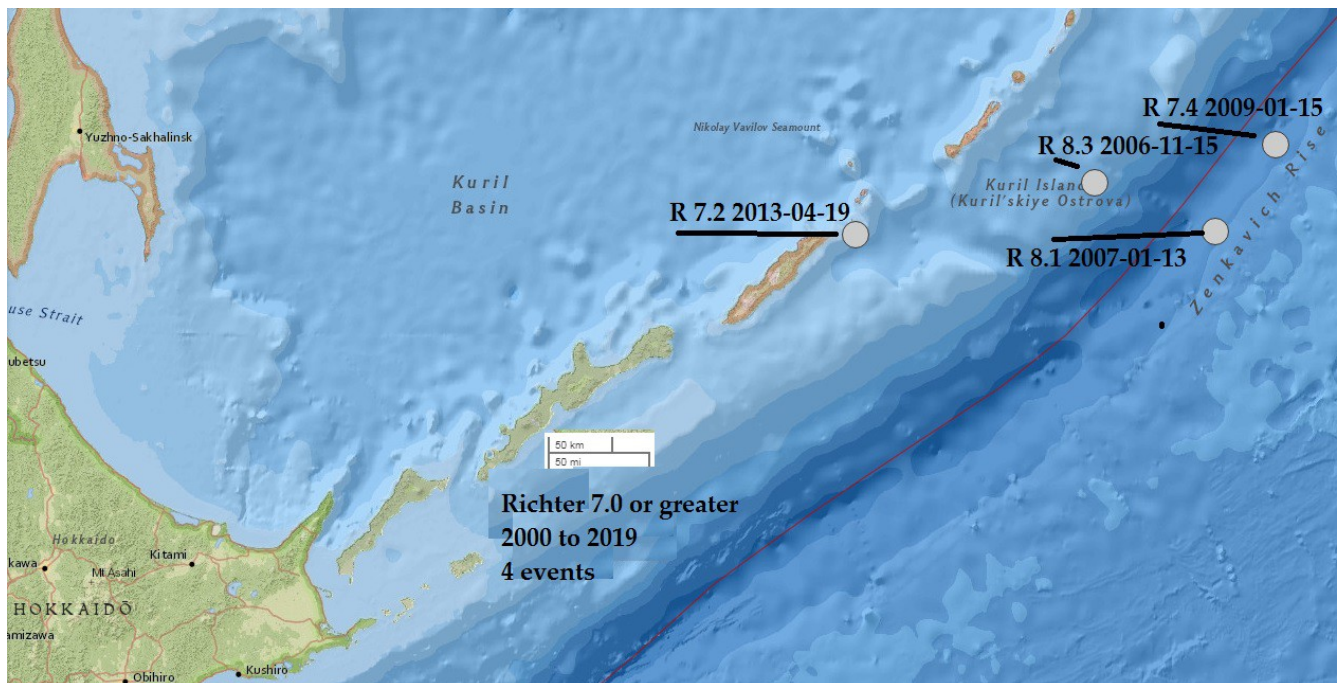 Yuzhno-Sakhalinsk
Nikolay Vavilov Seamount
R 7.4 2009-01-15
R 8.3 2006-11-15
Kuril
Basin
Kuril Islan
(Kuril'skiye Ostrova)
R 7.2 2013-04-19
R 8.1 2007-01-13
Zenkavich Rise
use Strait
ubetsu
50 km
50 mi
Richter 7.0 or greater
2000 to 2019
4 events
Hokkaido
Kitami
kawa
Mt Asahi
HOKKAIDŌ
amizawa
Obihiro
Kushiro